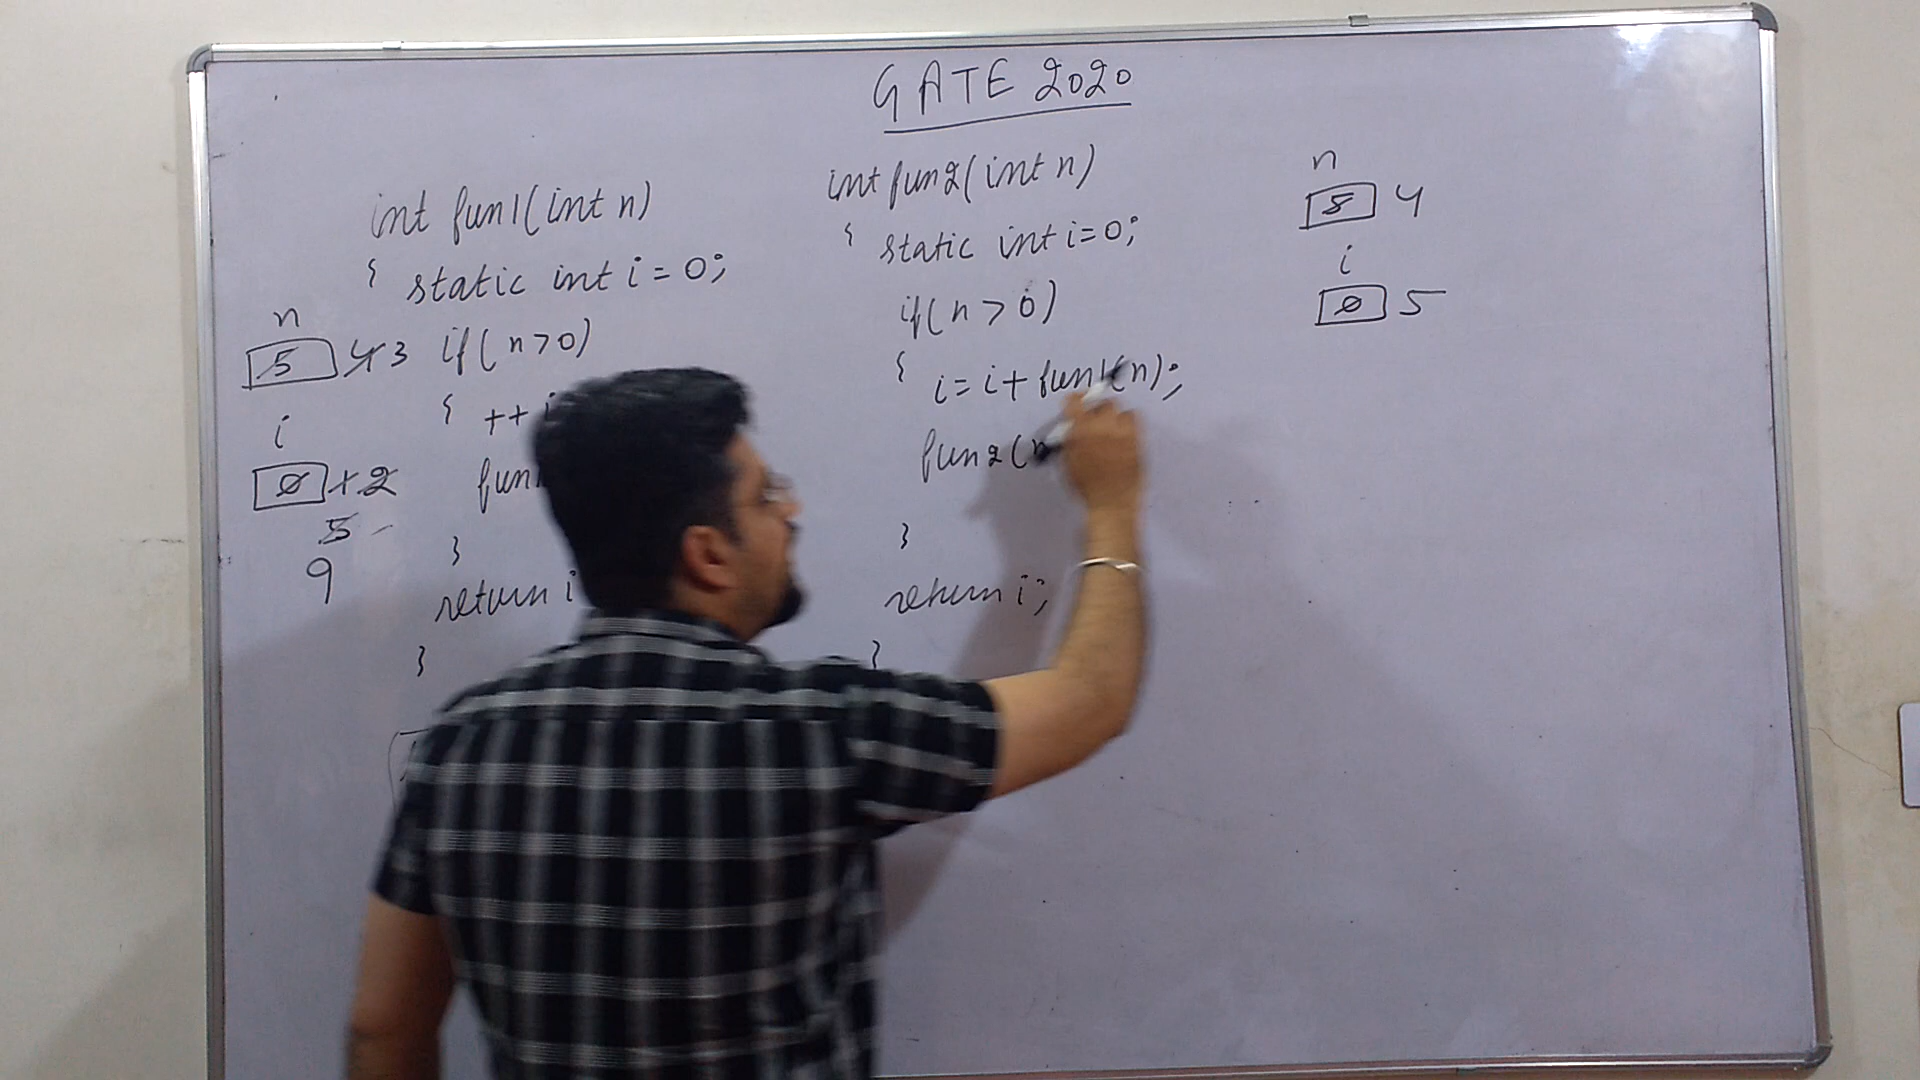 GATE 2020
int fun1(int n)
{ static int i = 0;
if(n>0)
{ ++i
fun
}
return i
}
int fun2(int n)
{ static int i=0;
if(n>0)
{ i=i+fun1(n);
fun2(n
}
return i;
}
n
5 4 3
i
0 1 2
5
9
n
5 4
i
0 5